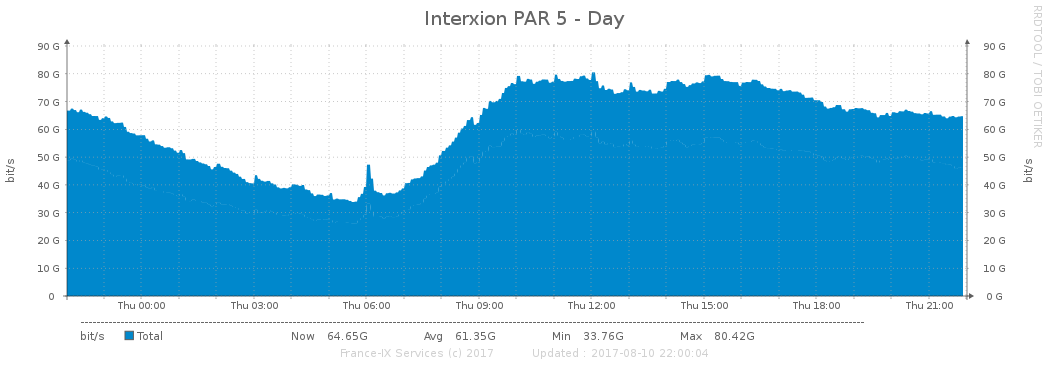 Interxion PAR 5 - Day
RRDTOOL / TOBI OETIKER
bit/s
90 G 90 G
80 G 80 G
70 G 70 G
60 G 60 G
50 G 50 G
40 G 40 G
30 G 30 G
20 G 20 G
10 G 10 G
0 0 G
bit/s
Thu 00:00 Thu 03:00 Thu 06:00 Thu 09:00 Thu 12:00 Thu 15:00 Thu 18:00 Thu 21:00
bit/s Total Now 64.65G Avg 61.35G Min 33.76G Max 80.42G
France-IX Services (c) 2017 Updated : 2017-08-10 22:00:04